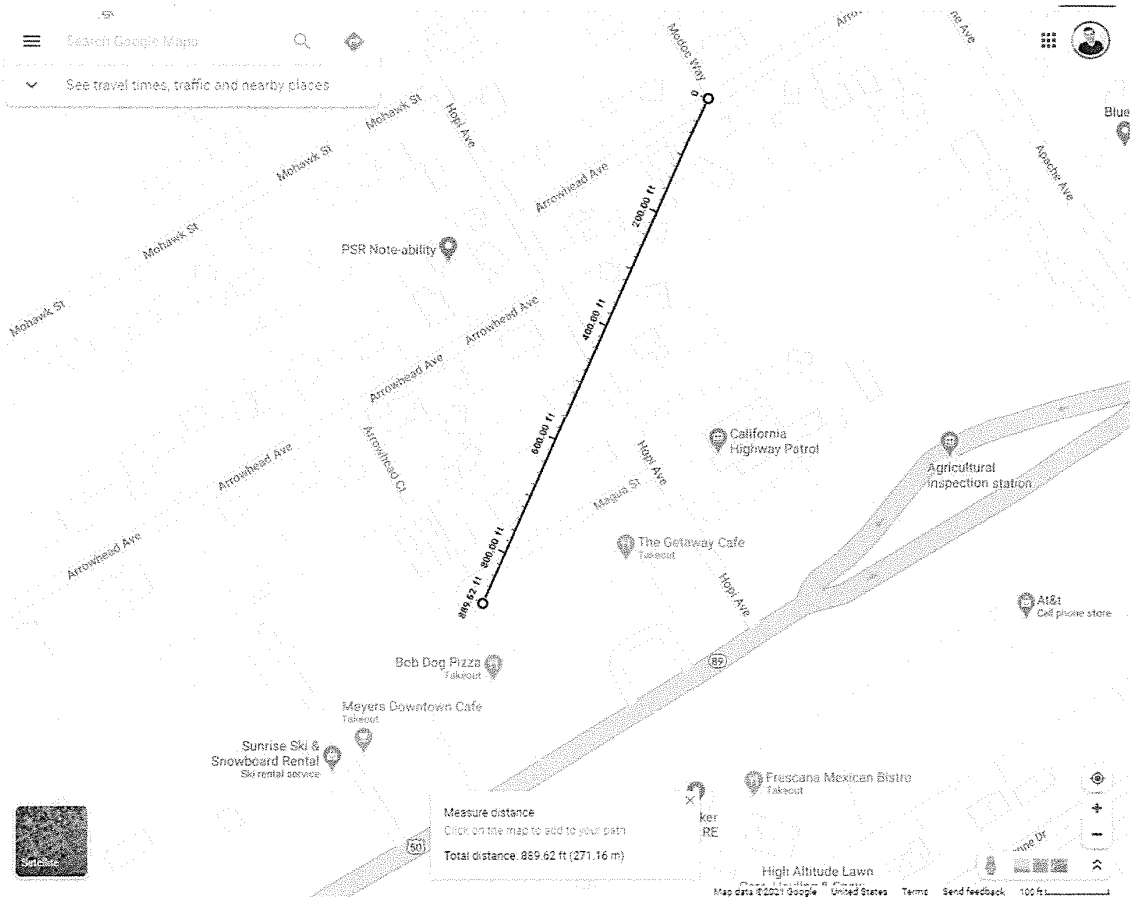 Search Google Maps
See travel times, traffic and nearby places
Modoc Way
Mohawk St
Hopi Ave
Mohawk St
Arrowhead Ave
Apache Ave
Blue
0
200.00 ft
Mohawk St
PSR Note-ability
Mohawk St
400.00 ft
Arrowhead Ave
Arrowhead Ave
600.00 ft
California
Highway Patrol
Arrowhead Ct
Hopi Ave
Arrowhead Ave
Agricultural
inspection station
Magua St
Arrowhead Ave
800.00 ft
The Getaway Cafe
Takeout
889.62 ft
Hopi Ave
At&t
Cell phone store
Bob Dog Pizza
Takeout
89
Meyers Downtown Cafe
Takeout
Sunrise Ski &
Snowboard Rental
Ski rental service
Frescana Mexican Bistro
Takeout
Measure distance
Click on the map to add to your path
Total distance: 889.62 ft (271.16 m)
ker
RE
50
Satellite
ne Dr
High Altitude Lawn
Map data ©2021 Google United States Terms Send feedback 100 ft